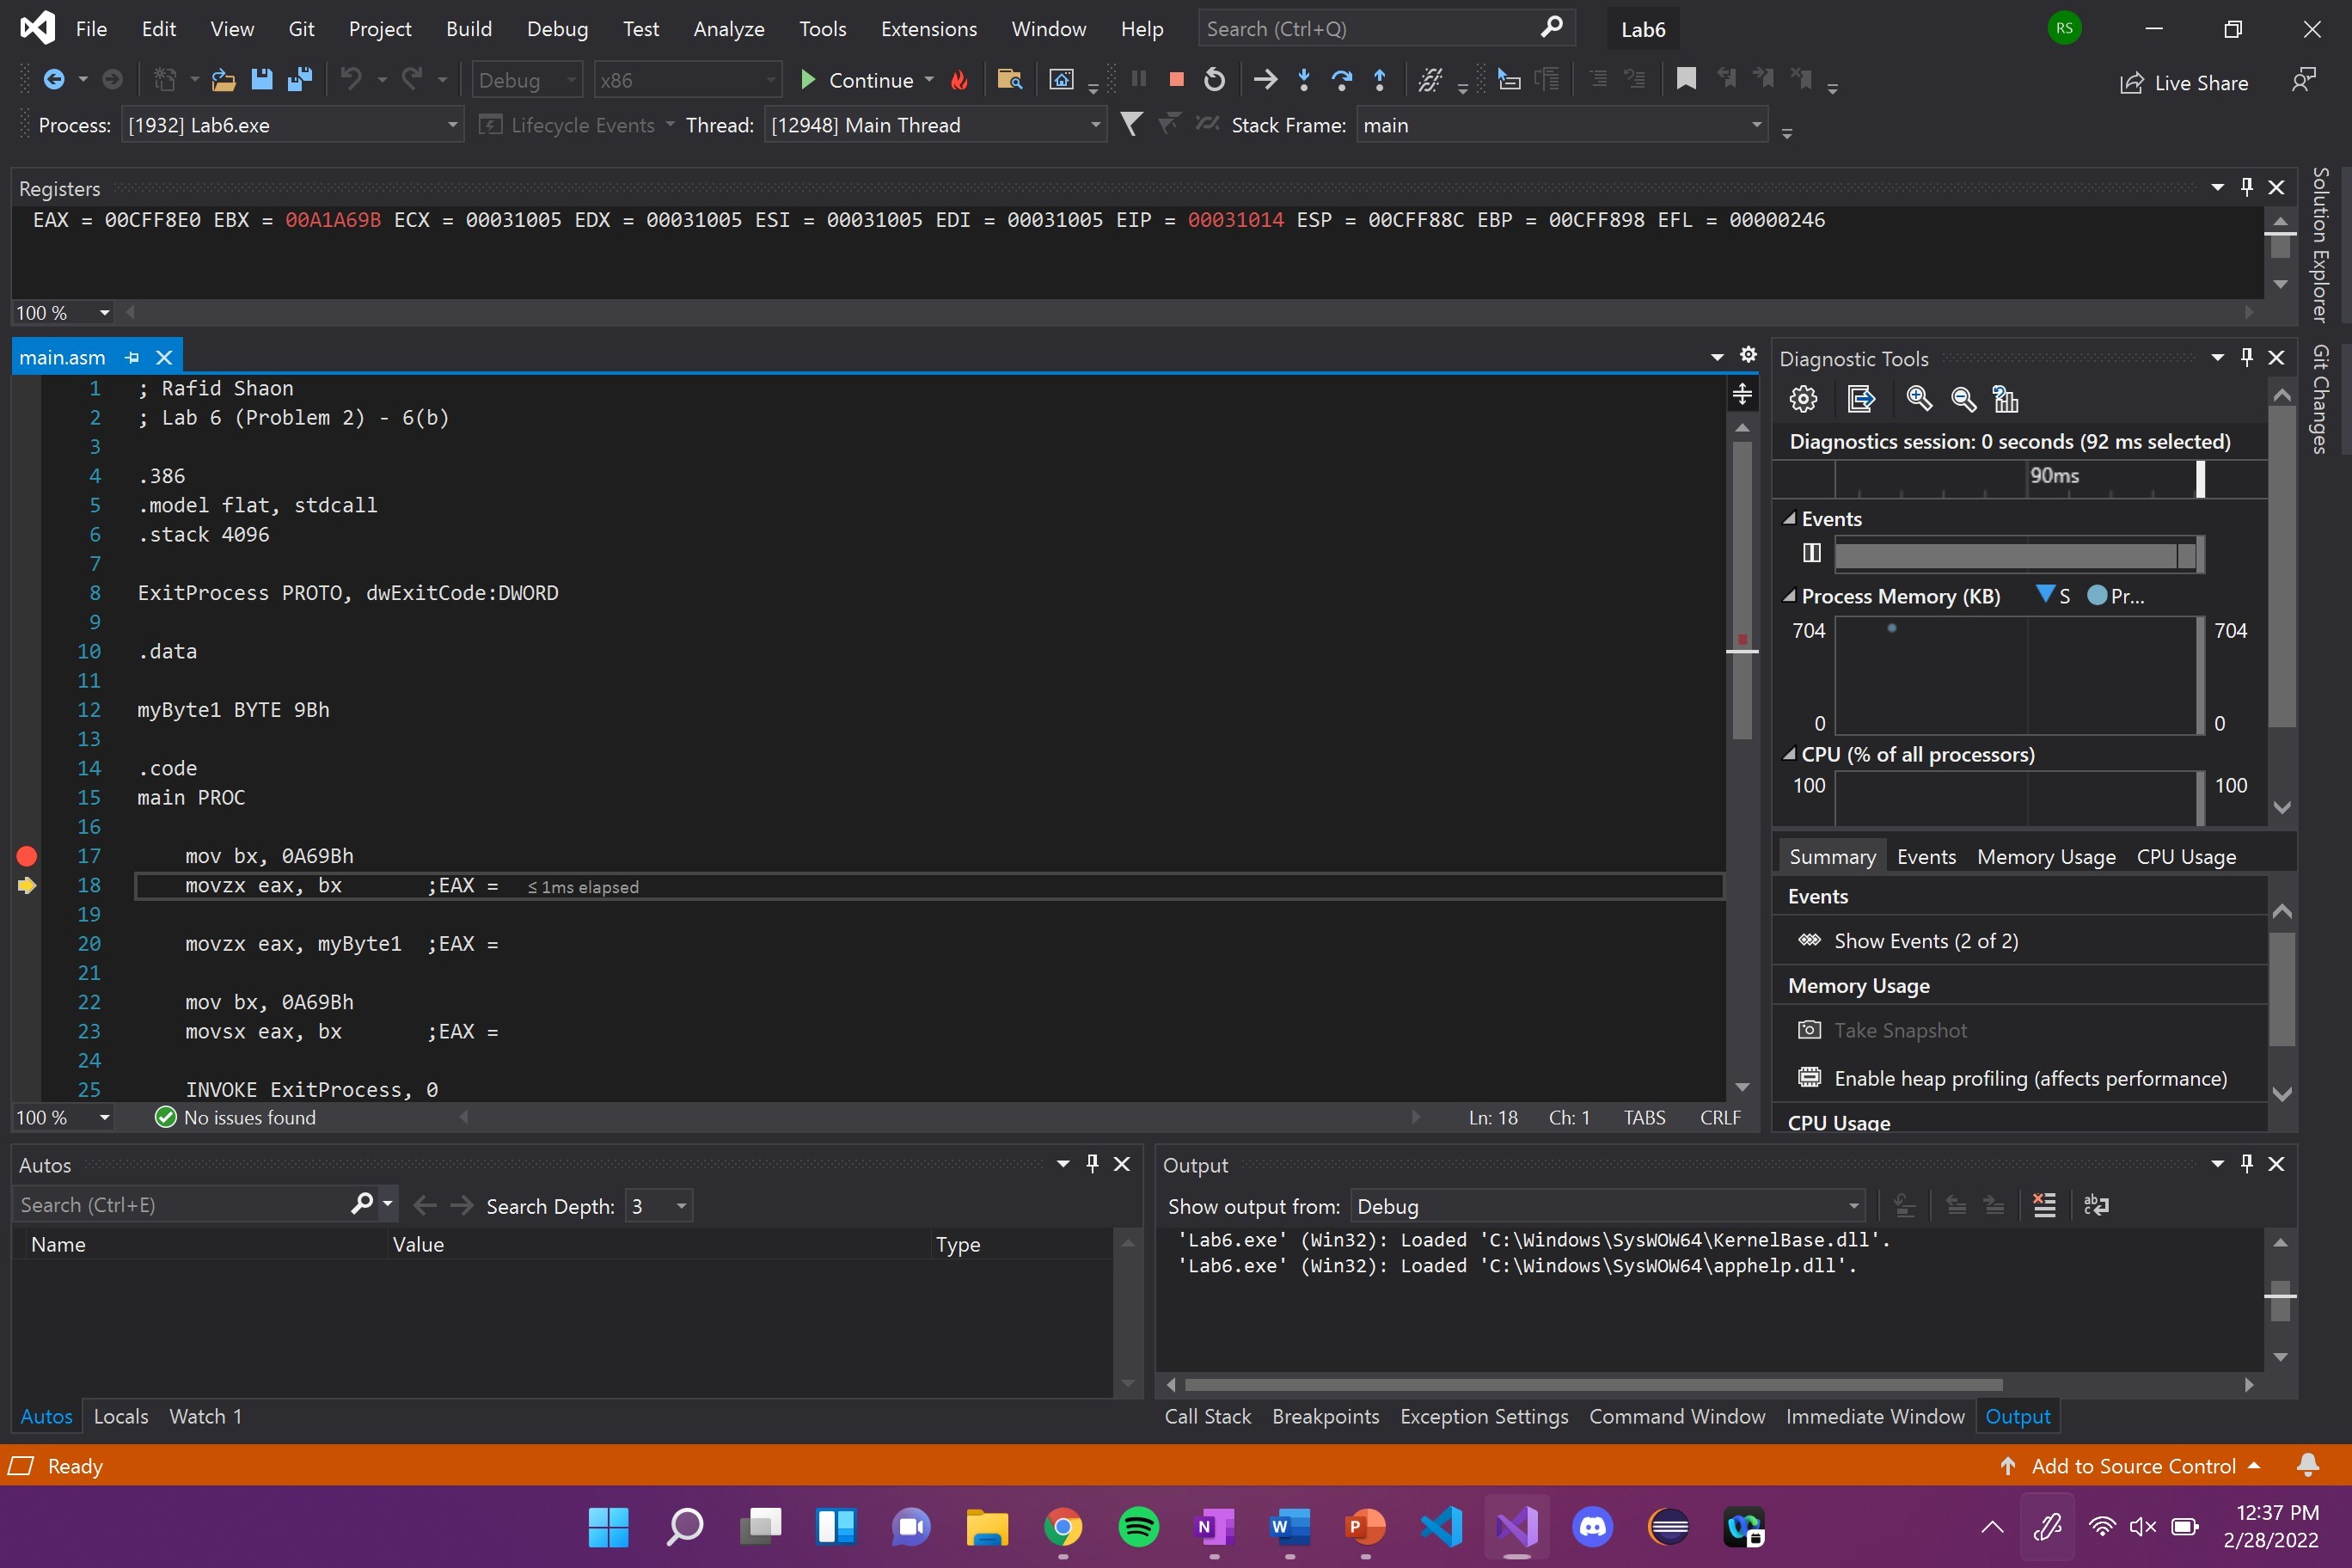 File Edit View Git Project Build Debug Test Analyze Tools Extensions Window Help Search (Ctrl+Q) Lab6 RS
Debug x86 Continue Live Share
Process: [1932] Lab6.exe Lifecycle Events Thread: [12948] Main Thread Stack Frame: main
Registers
EAX = 00CFF8E0 EBX = 00A1A69B ECX = 00031005 EDX = 00031005 ESI = 00031005 EDI = 00031005 EIP = 00031014 ESP = 00CFF88C EBP = 00CFF898 EFL = 00000246
100 %
Solution Explorer
Git Changes
main.asm
1 ; Rafid Shaon
2 ; Lab 6 (Problem 2) - 6(b)
3
4 .386
5 .model flat, stdcall
6 .stack 4096
7
8 ExitProcess PROTO, dwExitCode:DWORD
9
10 .data
11
12 myByte1 BYTE 9Bh
13
14 .code
15 main PROC
16
17 mov bx, 0A69Bh
18 movzx eax, bx ;EAX = ≤ 1ms elapsed
19
20 movzx eax, myByte1 ;EAX =
21
22 mov bx, 0A69Bh
23 movsx eax, bx ;EAX =
24
25 INVOKE ExitProcess, 0
100 % No issues found Ln: 18 Ch: 1 TABS CRLF
Diagnostic Tools
Diagnostics session: 0 seconds (92 ms selected)
90ms
Events
Process Memory (KB) S Pr...
704 704
0 0
CPU (% of all processors)
100 100
Summary Events Memory Usage CPU Usage
Events
Show Events (2 of 2)
Memory Usage
Take Snapshot
Enable heap profiling (affects performance)
CPU Usage
Autos
Search (Ctrl+E) Search Depth: 3
Name Value Type
Autos Locals Watch 1
Output
Show output from: Debug
'Lab6.exe' (Win32): Loaded 'C:\Windows\SysWOW64\KernelBase.dll'.
'Lab6.exe' (Win32): Loaded 'C:\Windows\SysWOW64\apphelp.dll'.
Call Stack Breakpoints Exception Settings Command Window Immediate Window Output
Ready Add to Source Control
12:37 PM
2/28/2022